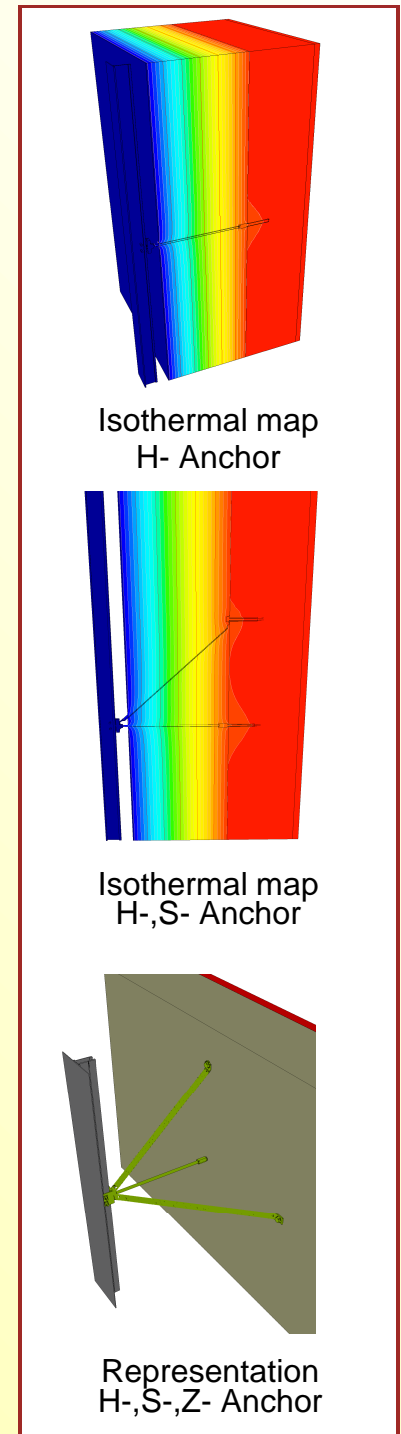 Isothermal map
H- Anchor
Isothermal map
H-,S- Anchor
Representation
H-,S-,Z- Anchor